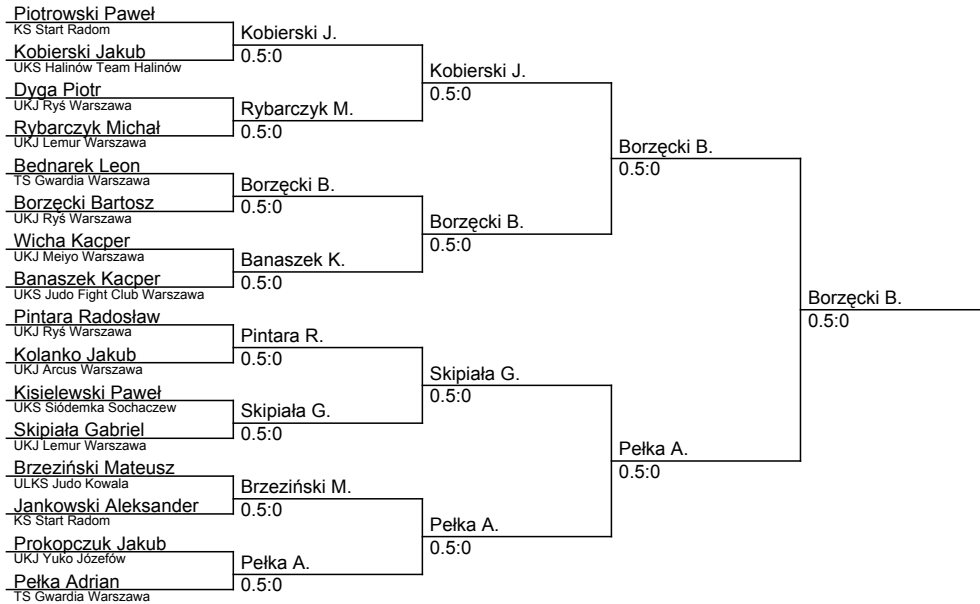 Piotrowski Paweł
KS Start Radom
Kobierski Jakub
UKS Halinów Team Halinów
Dyga Piotr
UKJ Ryś Warszawa
Rybarczyk Michał
UKJ Lemur Warszawa
Bednarek Leon
TS Gwardia Warszawa
Borzęcki Bartosz
UKJ Ryś Warszawa
Wicha Kacper
UKJ Meiyo Warszawa
Banaszek Kacper
UKS Judo Fight Club Warszawa
Pintara Radosław
UKJ Ryś Warszawa
Kolanko Jakub
UKJ Arcus Warszawa
Kisielewski Paweł
UKS Siódemka Sochaczew
Skipiała Gabriel
UKJ Lemur Warszawa
Brzeziński Mateusz
ULKS Judo Kowala
Jankowski Aleksander
KS Start Radom
Prokopczuk Jakub
UKJ Yuko Józefów
Pełka Adrian
TS Gwardia Warszawa
Kobierski J.
0.5:0
Rybarczyk M.
0.5:0
Borzęcki B.
0.5:0
Banaszek K.
0.5:0
Pintara R.
0.5:0
Skipiała G.
0.5:0
Brzeziński M.
0.5:0
Pełka A.
0.5:0
Kobierski J.
0.5:0
Borzęcki B.
0.5:0
Skipiała G.
0.5:0
Pełka A.
0.5:0
Borzęcki B.
0.5:0
Pełka A.
0.5:0
Borzęcki B.
0.5:0